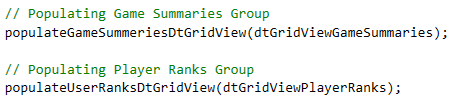 // Populating Game Summaries Group
populateGameSummeriesDtGridView(dtGridViewGameSummaries);
// Populating Player Ranks Group
populateUserRanksDtGridView(dtGridViewPlayerRanks);